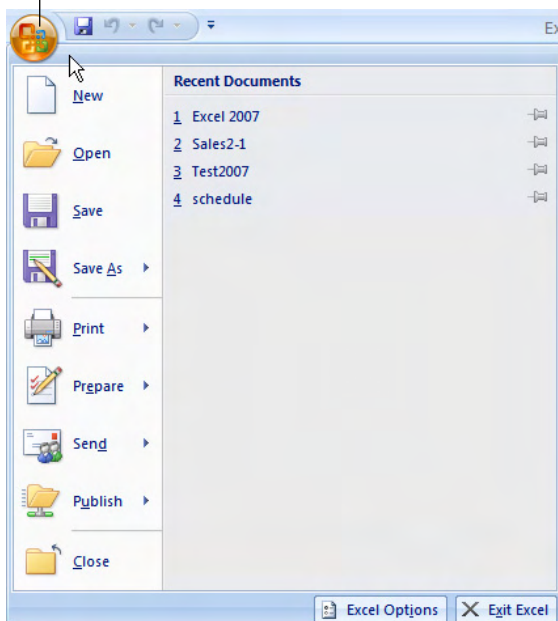 Ex
New
Open
Save
Save As
Print
Prepare
Send
Publish
Close
Recent Documents
1 Excel 2007
2 Sales2-1
3 Test2007
4 schedule
Excel Options
Exit Excel